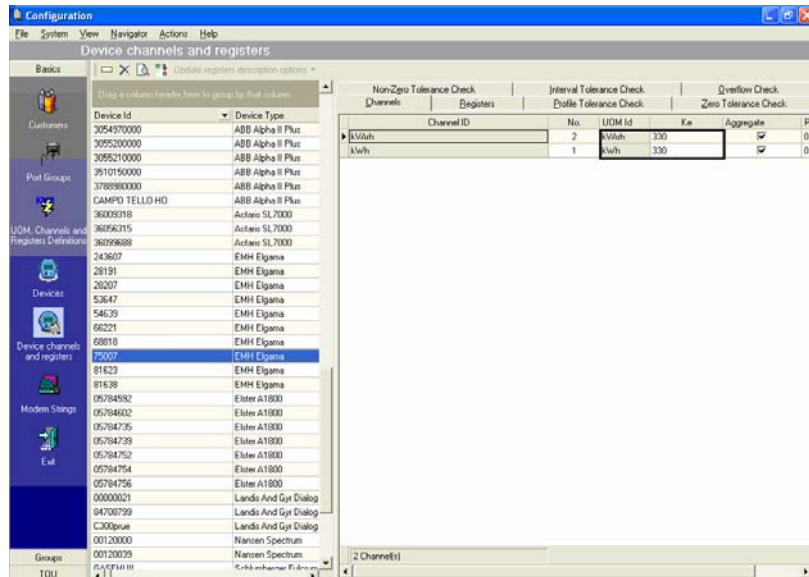 Configuration
File System View Navigator Actions Help
Device channels and registers
Basics
Update registers description options
Customers
Port Groups
UOM, Channels and
Registers Definitions
Devices
Device channels
and registers
Modem Strings
Exit
Groups
TOU
Drag a column header here to group by that column
Device Id Device Type
3054970000 ABB Alpha II Plus
3055200000 ABB Alpha II Plus
3055210000 ABB Alpha II Plus
3510150000 ABB Alpha II Plus
3788980000 ABB Alpha II Plus
CAMPO TELLO-HO ABB Alpha II Plus
36009318 Actaris SL7000
36056315 Actaris SL7000
36099688 Actaris SL7000
243607 EMH Elgama
28191 EMH Elgama
28207 EMH Elgama
53647 EMH Elgama
54639 EMH Elgama
66221 EMH Elgama
68818 EMH Elgama
75007 EMH Elgama
81623 EMH Elgama
81638 EMH Elgama
05784592 Elster A1800
05784602 Elster A1800
05784735 Elster A1800
05784739 Elster A1800
05784752 Elster A1800
05784754 Elster A1800
05784756 Elster A1800
00000021 Landis And Gyr Dialog
84700799 Landis And Gyr Dialog
C300prue Landis And Gyr Dialog
00120000 Nansen Spectrum
00120039 Nansen Spectrum
Non-Zero Tolerance Check Interval Tolerance Check Overflow Check
Channels Registers Profile Tolerance Check Zero Tolerance Check
Channel ID No. UOM Id Ke Aggregate P
kVArh 2 kVArh 330 0
kWh 1 kWh 330 0
2 Channel(s)